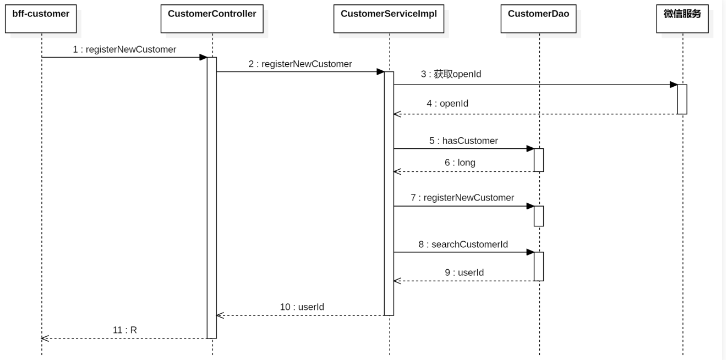 bff-customer
CustomerController
CustomerServiceImpl
CustomerDao
微信服务
1 : registerNewCustomer
2 : registerNewCustomer
3 : 获取openId
4 : openId
5 : hasCustomer
6 : long
7 : registerNewCustomer
8 : searchCustomerId
9 : userId
10 : userId
11 : R